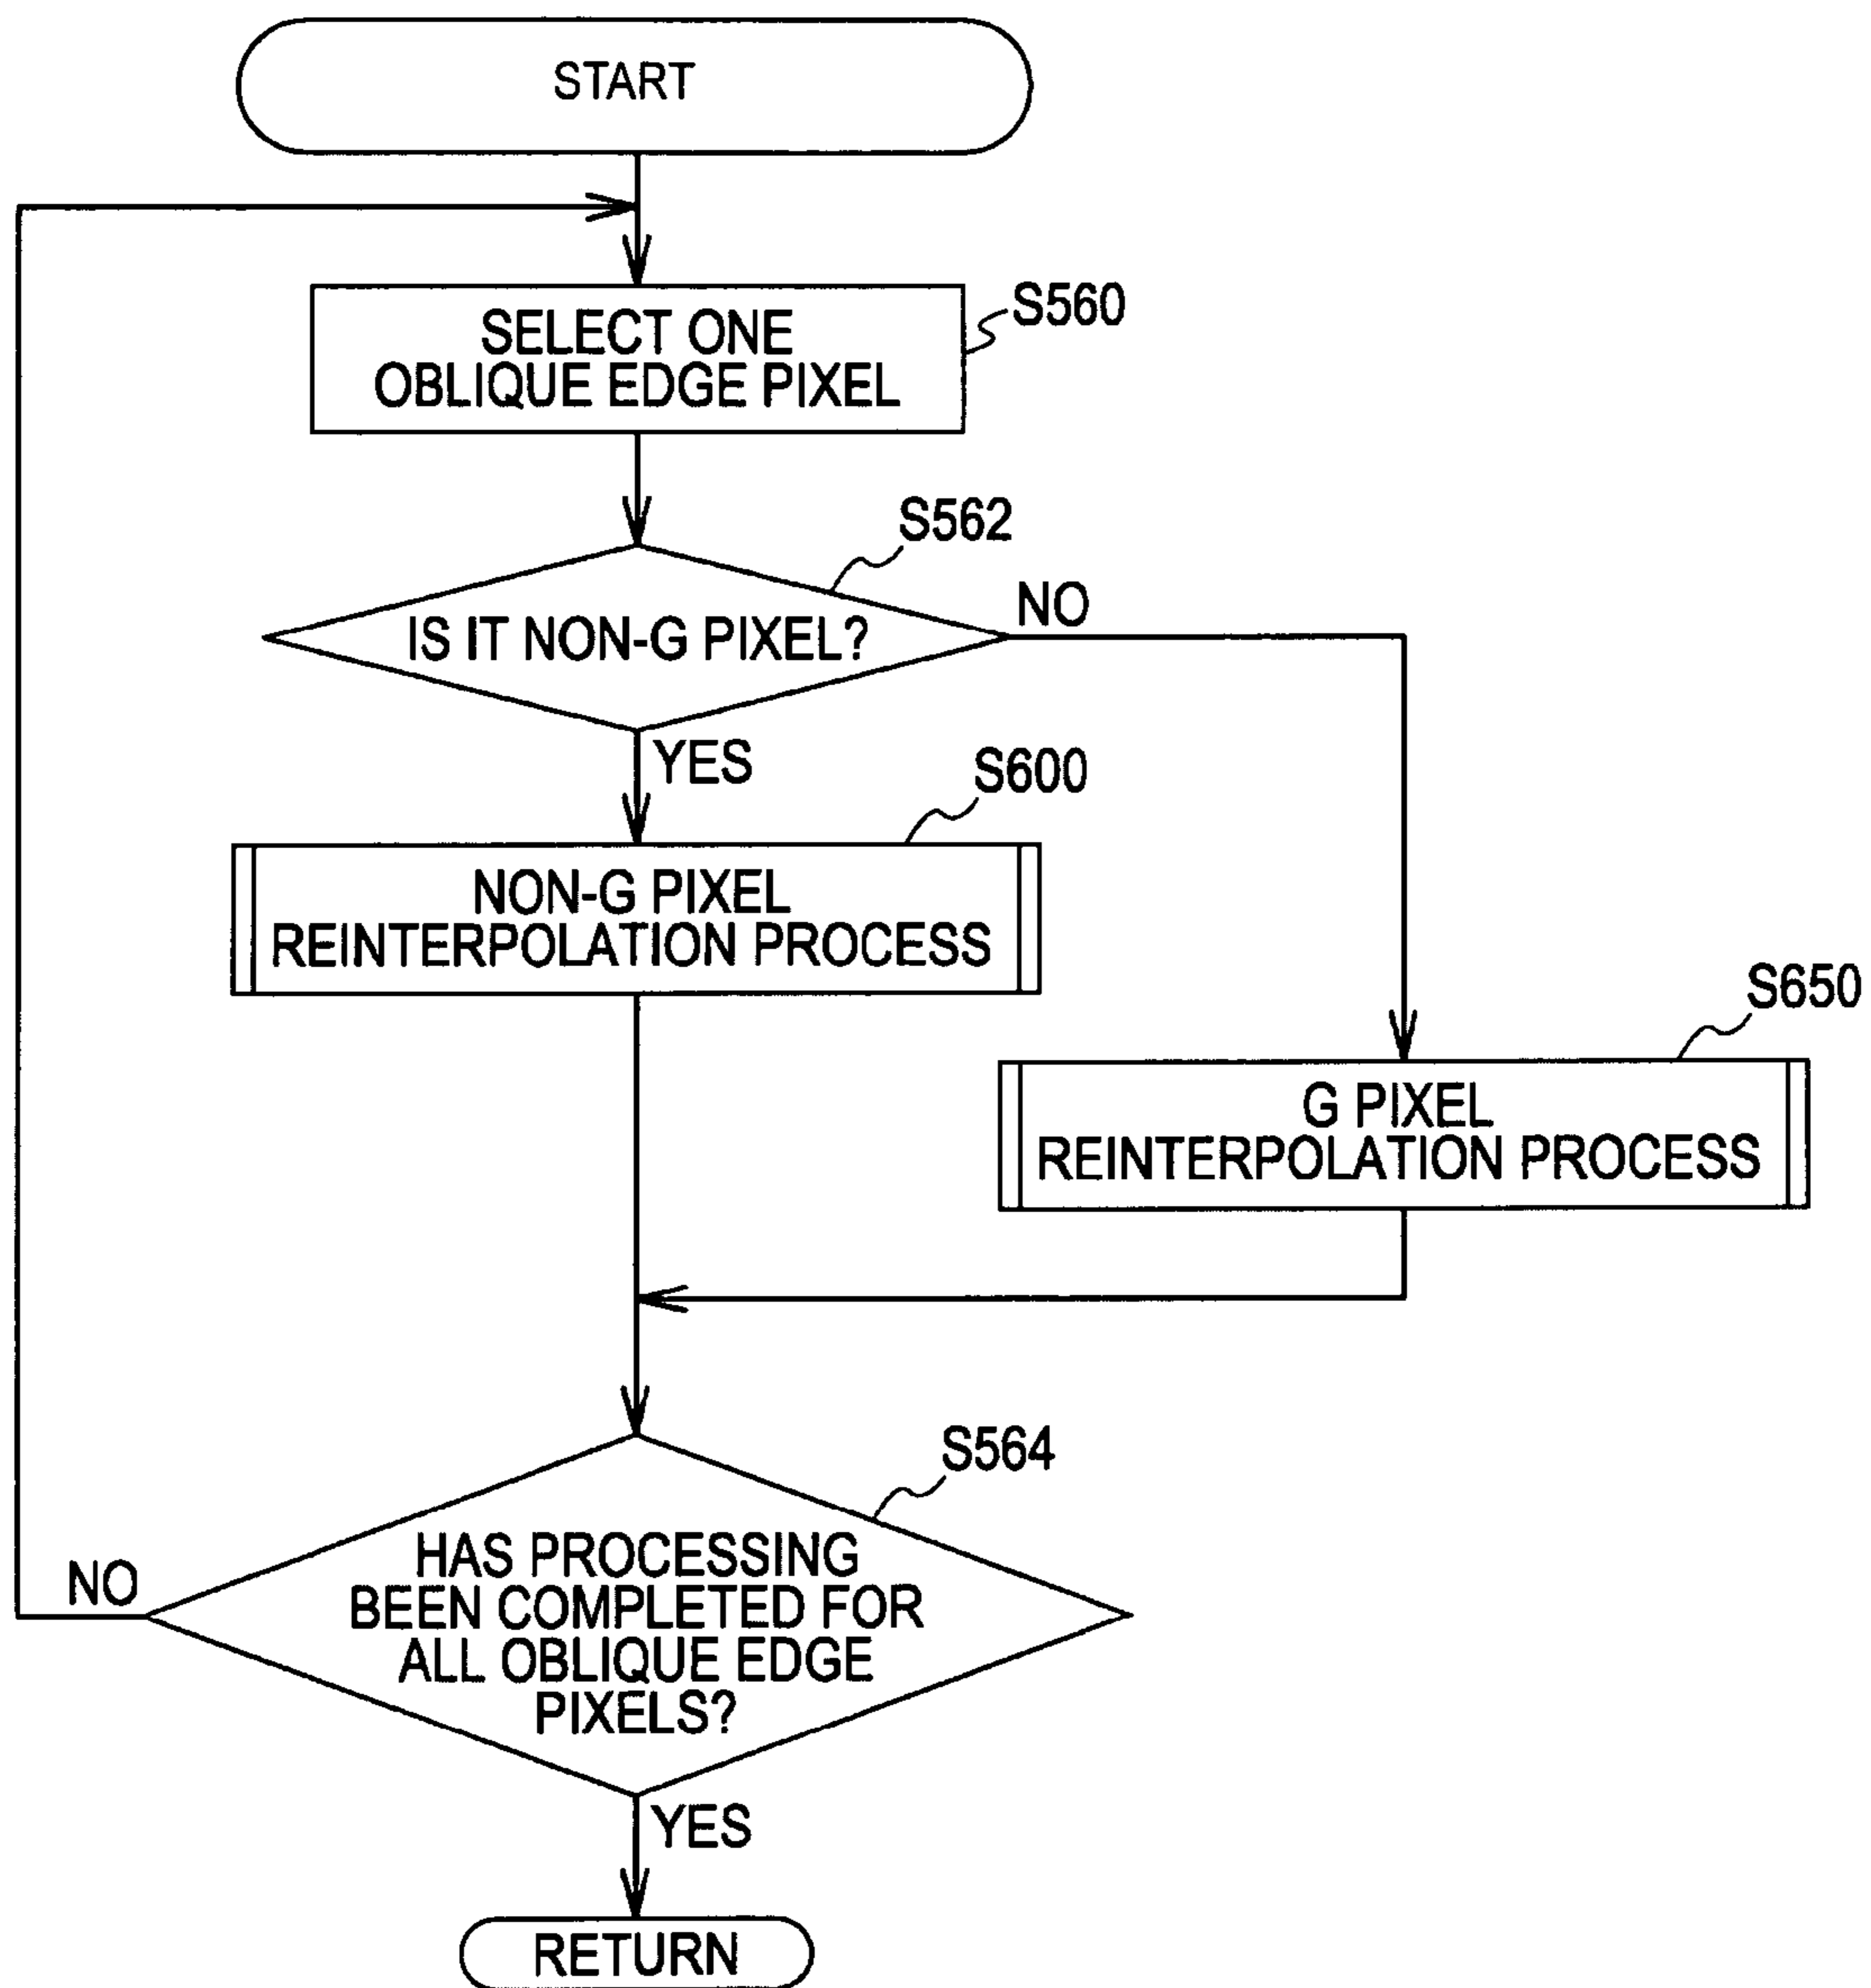 START
SELECT ONE
OBLIQUE EDGE PIXEL
S560
IS IT NON-G PIXEL?
S562
NO
YES
NON-G PIXEL
REINTERPOLATION PROCESS
S600
G PIXEL
REINTERPOLATION PROCESS
S650
HAS PROCESSING
BEEN COMPLETED FOR
ALL OBLIQUE EDGE
PIXELS?
S564
NO
YES
RETURN